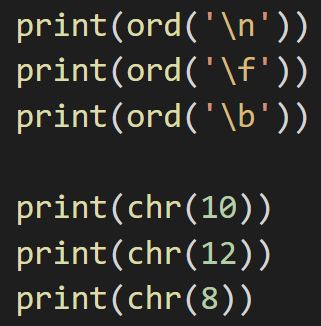 print(ord('\n'))
print(ord('\f'))
print(ord('\b'))
print(chr(10))
print(chr(12))
print(chr(8))